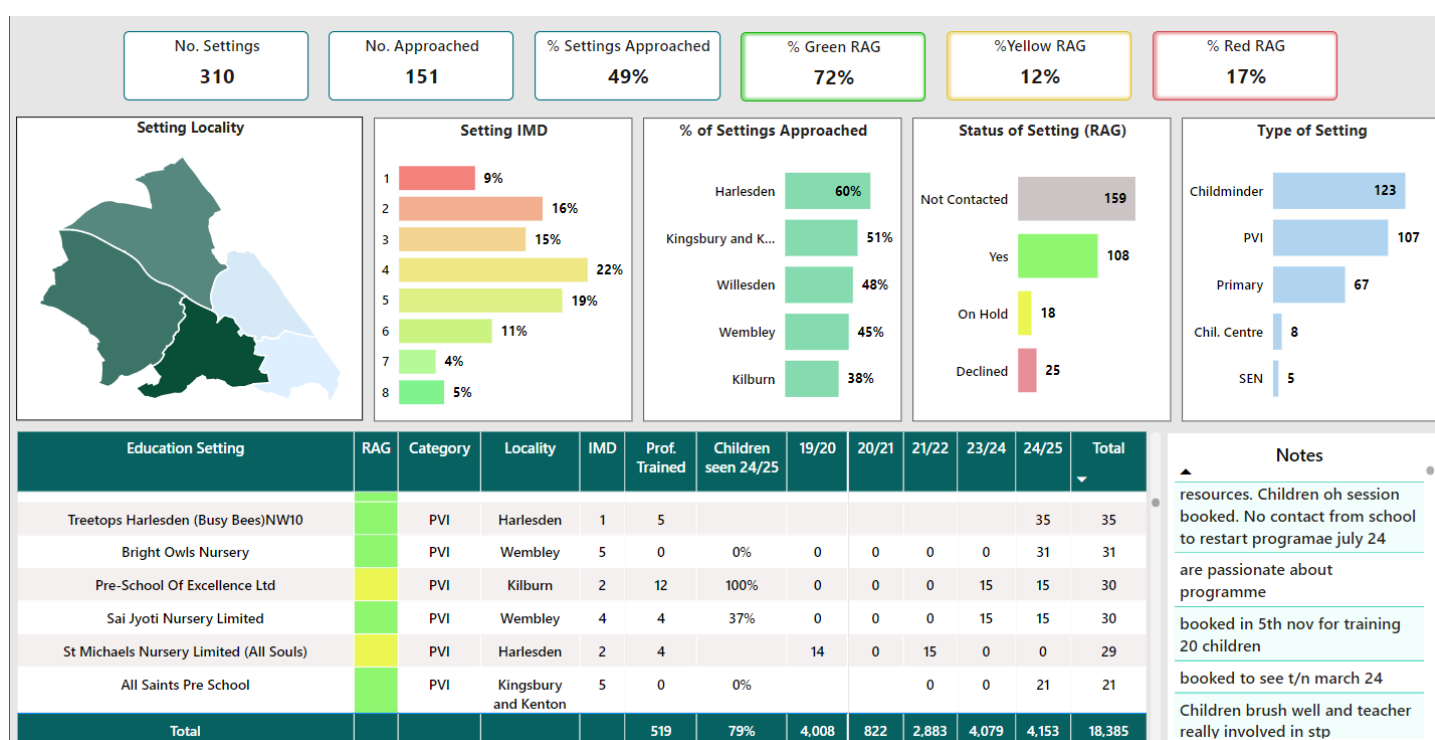 No. Settings
310
No. Approached
151
% Settings Approached
49%
% Green RAG
72%
%Yellow RAG
12%
% Red RAG
17%
Setting Locality
Setting IMD
1 9%
2 16%
3 15%
4 22%
5 19%
6 11%
7 4%
8 5%
% of Settings Approached
Harlesden 60%
Kingsbury and K... 51%
Willesden 48%
Wembley 45%
Kilburn 38%
Status of Setting (RAG)
Not Contacted 159
Yes 108
On Hold 18
Declined 25
Type of Setting
Childminder 123
PVI 107
Primary 67
Chil. Centre 8
SEN 5
Education Setting RAG Category Locality IMD Prof. Trained Children seen 24/25 19/20 20/21 21/22 23/24 24/25 Total
Treetops Harlesden (Busy Bees)NW10 PVI Harlesden 1 5 35 35
Bright Owls Nursery PVI Wembley 5 0 0% 0 0 0 0 31 31
Pre-School Of Excellence Ltd PVI Kilburn 2 12 100% 0 0 0 15 15 30
Sai Jyoti Nursery Limited PVI Wembley 4 4 37% 0 0 0 15 15 30
St Michaels Nursery Limited (All Souls) PVI Harlesden 2 4 14 0 15 0 0 29
All Saints Pre School PVI Kingsbury and Kenton 5 0 0% 0 0 21 21
Total 519 79% 4,008 822 2,883 4,079 4,153 18,385
Notes
resources. Children oh session
booked. No contact from school
to restart programae july 24
are passionate about
programme
booked in 5th nov for training
20 children
booked to see t/n march 24
Children brush well and teacher
really involved in stp